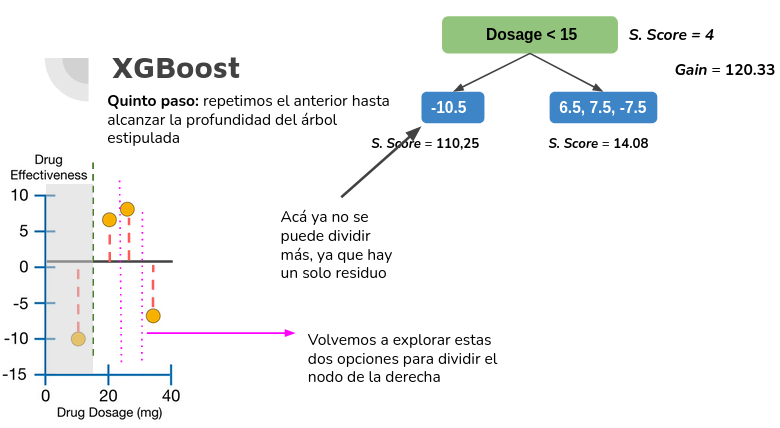 XGBoost
Quinto paso: repetimos el anterior hasta
alcanzar la profundidad del árbol
estipulada
Dosage < 15
S. Score = 4
Gain = 120.33
-10.5
6.5, 7.5, -7.5
S. Score = 110,25
S. Score = 14.08
Acá ya no se
puede dividir
más, ya que hay
un solo residuo
Volvemos a explorar estas
dos opciones para dividir el
nodo de la derecha
Drug
Effectiveness
10
5
0
-5
-10
-15
0
20
40
Drug Dosage (mg)